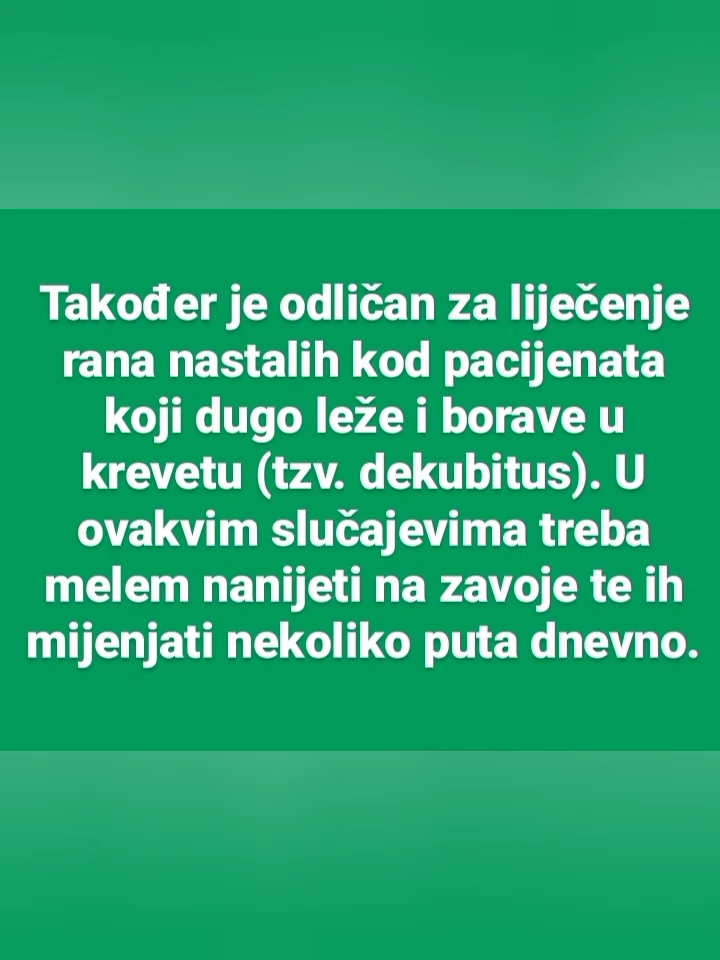 Također je odličan za liječenje
rana nastalih kod pacijenata
koji dugo leže i borave u
krevetu (tzv. dekubitus). U
ovakvim slučajevima treba
melem nanijeti na zavoje te ih
mijenjati nekoliko puta dnevno.